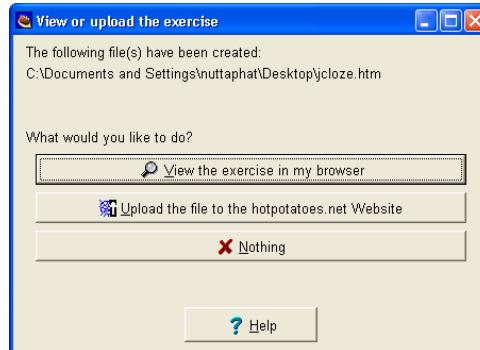 View or upload the exercise
The following file(s) have been created:
C:\Documents and Settings\nuttaphat\Desktop\jcloze.htm
What would you like to do?
View the exercise in my browser
Upload the file to the hotpotatoes.net Website
Nothing
Help